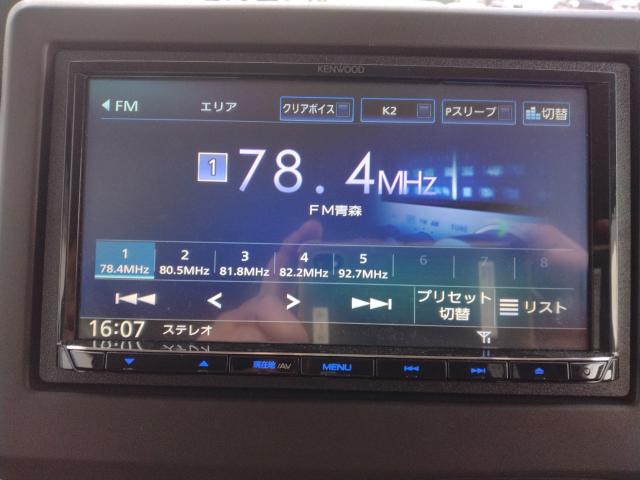 KENWOOD
FM エリア クリアボイス K2 Pスリープ 切替
1 78.4MHz
FM青森
1 2 3 4 5 6 7 8
78.4MHz 80.5MHz 81.8MHz 82.2MHz 92.7MHz
プリセット切替 リスト
16:07 ステレオ
現在地/AV MENU